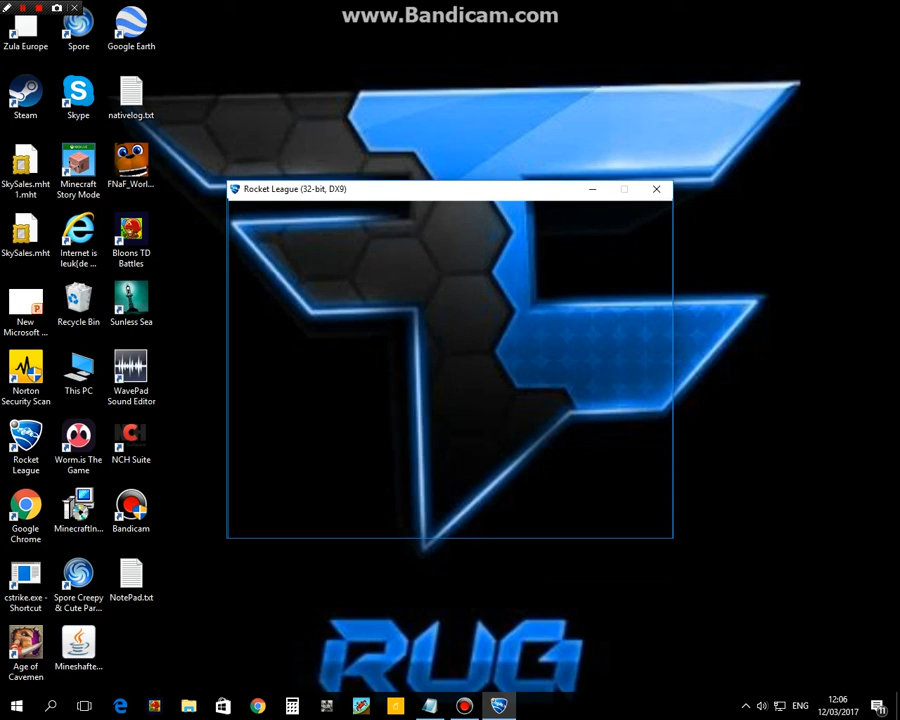 www.Bandicam.com
Zula Europe
Spore
Google Earth
Steam
Skype
nativelog.txt
SkySales.mht
1.mht
Minecraft
Story Mode
FNaF_Worl...
SkySales.mht
Internet is
leuk(de ...
Bloons TD
Battles
New
Microsoft ...
Recycle Bin
Sunless Sea
Norton
Security Scan
This PC
WavePad
Sound Editor
Rocket
League
Worm.is The
Game
NCH Suite
Google
Chrome
MinecraftIn...
Bandicam
cstrike.exe -
Shortcut
Spore Creepy
& Cute Par...
NotePad.txt
Age of
Cavemen
Mineshafte...
Rocket League (32-bit, DX9)
RUG
ENG
12:06
12/03/2017
11